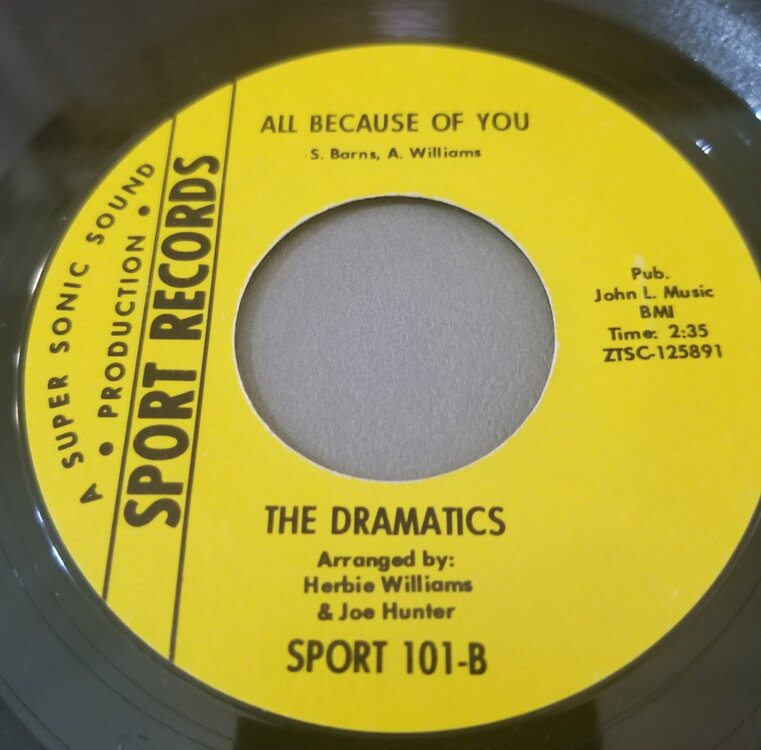 ALL BECAUSE OF YOU
S. Barns, A. Williams
A SUPER SONIC SOUND
• PRODUCTION •
SPORT RECORDS
Pub.
John L. Music
BMI
Time: 2:35
ZTSC-125891
THE DRAMATICS
Arranged by:
Herbie Williams
& Joe Hunter
SPORT 101-B